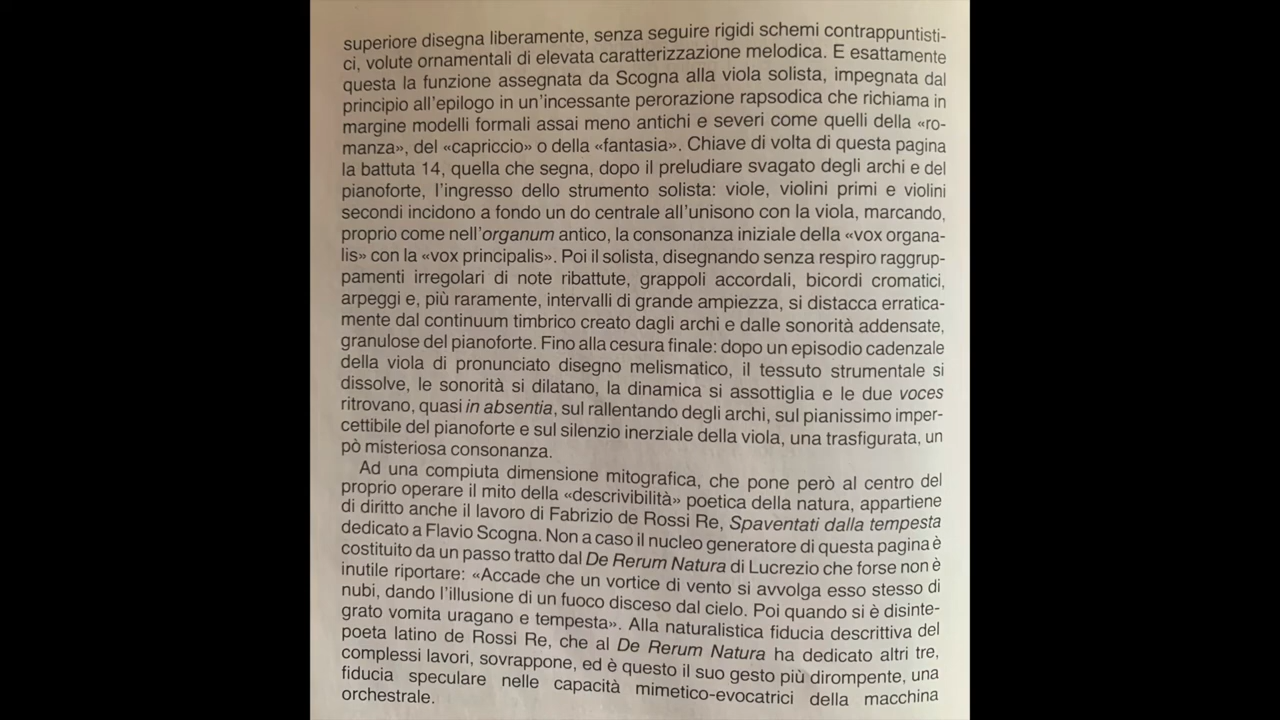 superiore disegna liberamente, senza seguire rigidi schemi contrappuntisti-
ci, volute ornamentali di elevata caratterizzazione melodica. E esattamente
questa la funzione assegnata da Scogna alla viola solista, impegnata dal
principio all'epilogo in un'incessante perorazione rapsodica che richiama in
margine modelli formali assai meno antichi e severi come quelli della «ro-
manza», del «capriccio» o della «fantasia». Chiave di volta di questa pagina
la battuta 14, quella che segna, dopo il preludiare svagato degli archi e del
pianoforte, l'ingresso dello strumento solista: viole, violini primi e violini
secondi incidono a fondo un do centrale all'unisono con la viola, marcando,
proprio come nell'organum antico, la consonanza iniziale della «vox organa-
lis» con la «vox principalis». Poi il solista, disegnando senza respiro raggrup-
pamenti irregolari di note ribattute, grappoli accordali, bicordi cromatici,
arpeggi e, più raramente, intervalli di grande ampiezza, si distacca erratica-
mente dal continuum timbrico creato dagli archi e dalle sonorità addensate,
granulose del pianoforte. Fino alla cesura finale: dopo un episodio cadenzale
della viola di pronunciato disegno melismatico, il tessuto strumentale si
dissolve, le sonorità si dilatano, la dinamica si assottiglia e le due voces
ritrovano, quasi in absentia, sul rallentando degli archi, sul pianissimo imper-
cettibile del pianoforte e sul silenzio inerziale della viola, una trasfigurata, un
pò misteriosa consonanza.
Ad una compiuta dimensione mitografica, che pone però al centro del
proprio operare il mito della «descrivibilità» poetica della natura, appartiene
di diritto anche il lavoro di Fabrizio de Rossi Re, Spaventati dalla tempesta
dedicato a Flavio Scogna. Non a caso il nucleo generatore di questa pagina è
costituito da un passo tratto dal De Rerum Natura di Lucrezio che forse non è
inutile riportare: «Accade che un vortice di vento si avvolga esso stesso di
nubi, dando l'illusione di un fuoco disceso dal cielo. Poi quando si è disinte-
grato vomita uragano e tempesta». Alla naturalistica fiducia descrittiva del
poeta latino de Rossi Re, che al De Rerum Natura ha dedicato altri tre,
complessi lavori, sovrappone, ed è questo il suo gesto più dirompente, una
fiducia speculare nelle capacità mimetico-evocatrici della macchina
orchestrale.